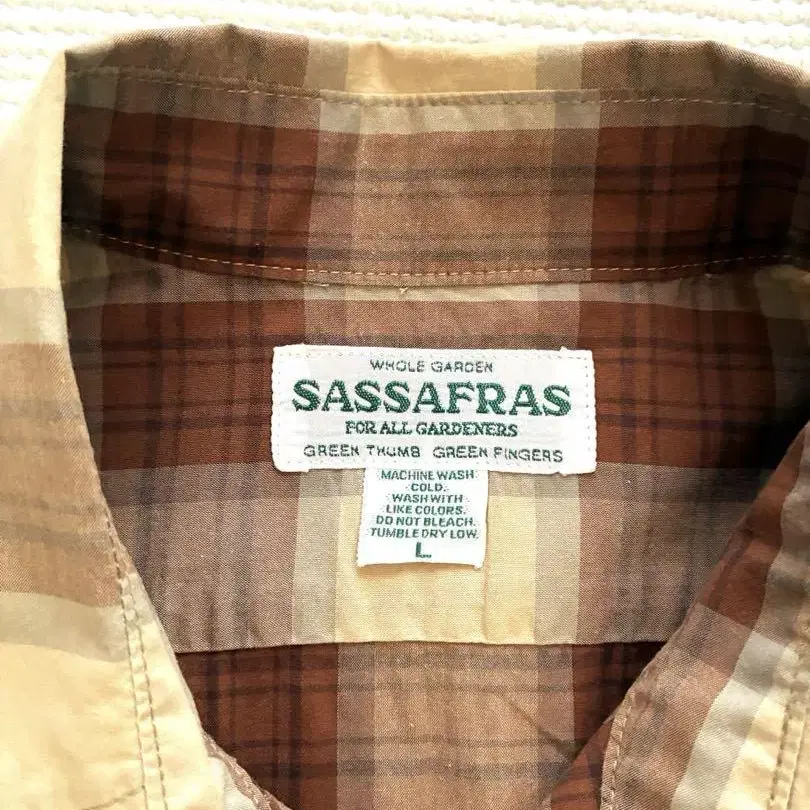 WHOLE GARDEN
SASSAFRAS
FOR ALL GARDENERS
GREEN THUMB GREEN FINGERS
MACHINE WASH
COLD.
WASH WITH
LIKE COLORS.
DO NOT BLEACH.
TUMBLE DRY LOW.
L